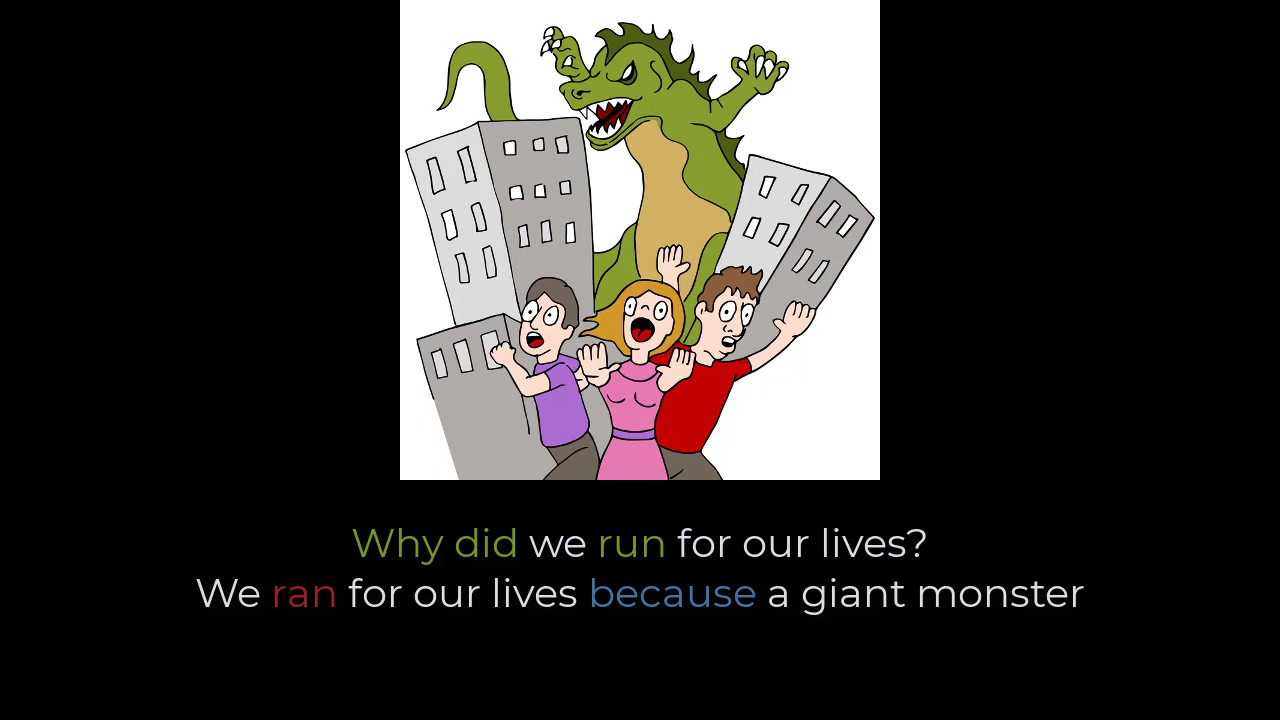 Why did we run for our lives?
We ran for our lives because a giant monster